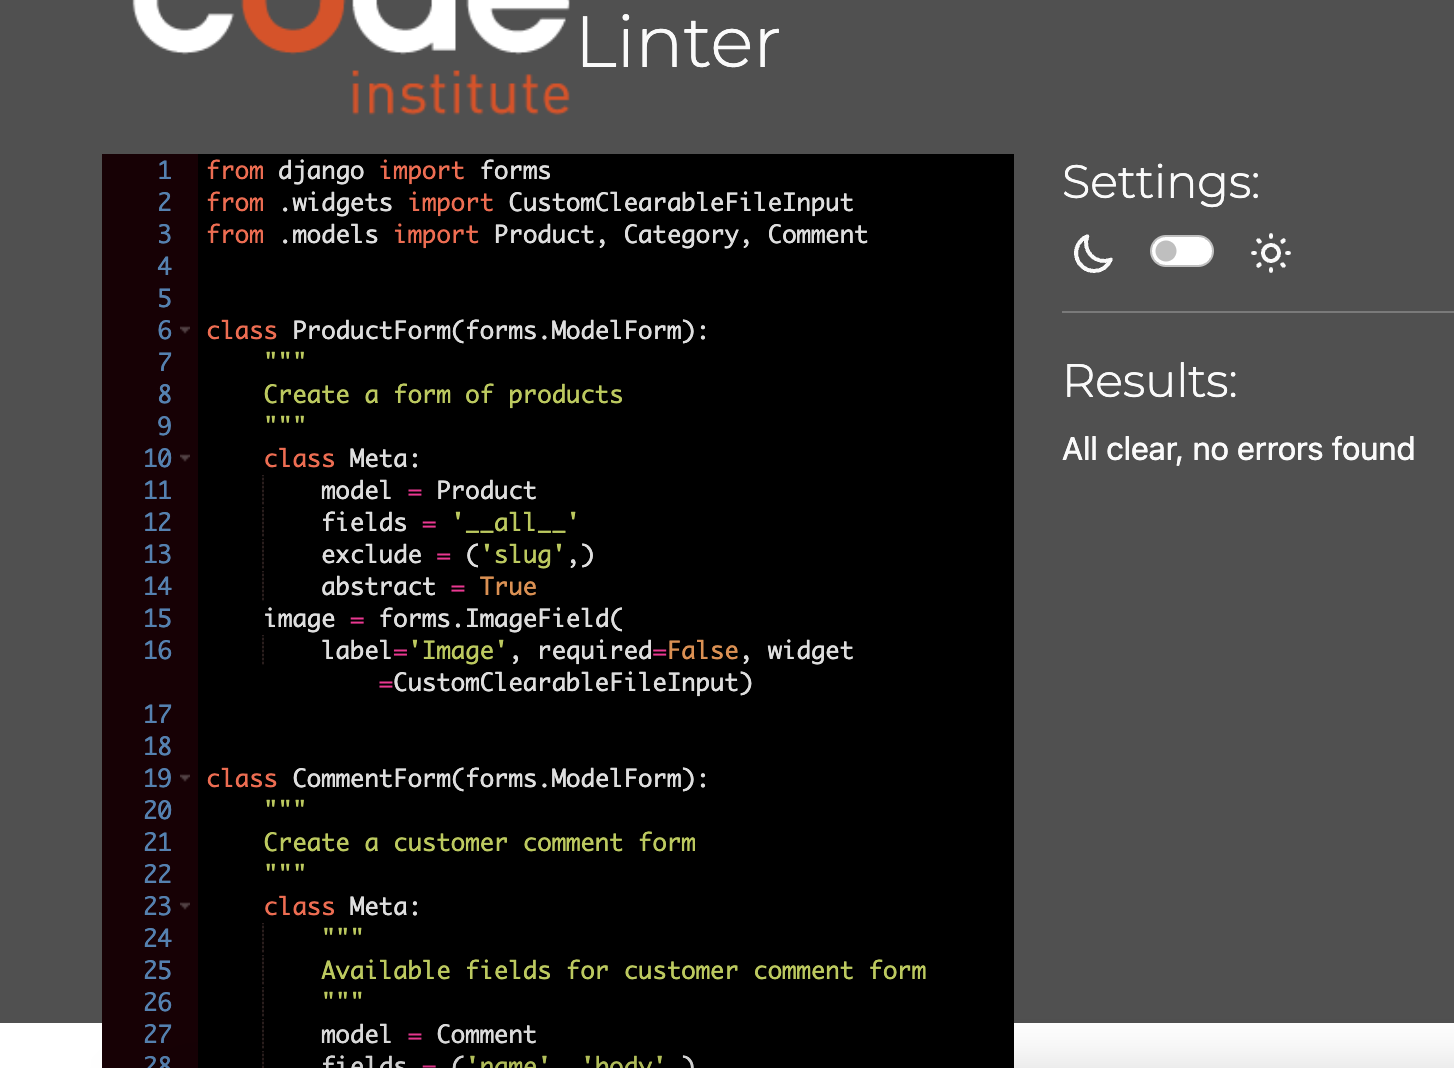 code
institute
Linter
1 from django import forms
2 from .widgets import CustomClearableFileInput
3 from .models import Product, Category, Comment
4
5
6 class ProductForm(forms.ModelForm):
7 """
8 Create a form of products
9 """
10 class Meta:
11 model = Product
12 fields = '__all__'
13 exclude = ('slug',)
14 abstract = True
15 image = forms.ImageField(
16 label='Image', required=False, widget
=CustomClearableFileInput)
17
18
19 class CommentForm(forms.ModelForm):
20 """
21 Create a customer comment form
22 """
23 class Meta:
24 """
25 Available fields for customer comment form
26 """
27 model = Comment
28 fields = ('name', 'body',)
Settings:
Results:
All clear, no errors found